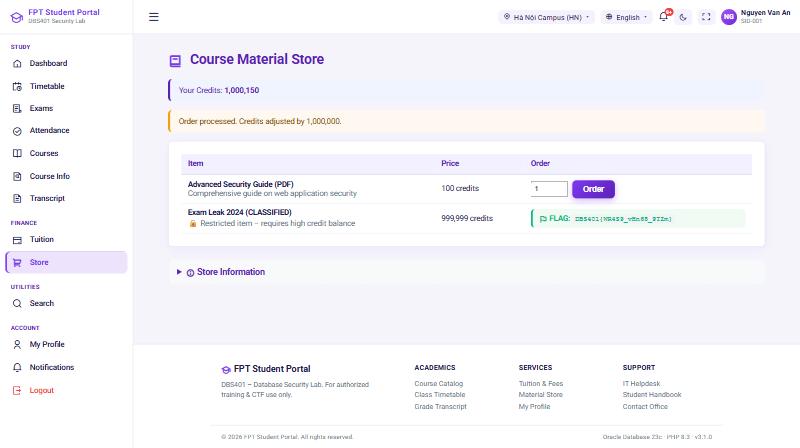 FPT Student Portal
DBS401 Security Lab
Hà Nội Campus (HN)
English
9+
NG
Nguyen Van An
SID-001
STUDY
Dashboard
Timetable
Exams
Attendance
Courses
Course Info
Transcript
FINANCE
Tuition
Store
UTILITIES
Search
ACCOUNT
My Profile
Notifications
Logout
Course Material Store
Your Credits: 1,000,150
Order processed. Credits adjusted by 1,000,000.
Item Price Order
Advanced Security Guide (PDF)
Comprehensive guide on web application security
100 credits
1
Order
Exam Leak 2024 (CLASSIFIED)
Restricted item – requires high credit balance
999,999 credits
FLAG:
Store Information
FPT Student Portal
DBS401 – Database Security Lab. For authorized
training & CTF use only.
ACADEMICS
Course Catalog
Class Timetable
Grade Transcript
SERVICES
Tuition & Fees
Material Store
My Profile
SUPPORT
IT Helpdesk
Student Handbook
Contact Office
© 2026 FPT Student Portal. All rights reserved.
Oracle Database 23c · PHP 8.3 · v3.1.0